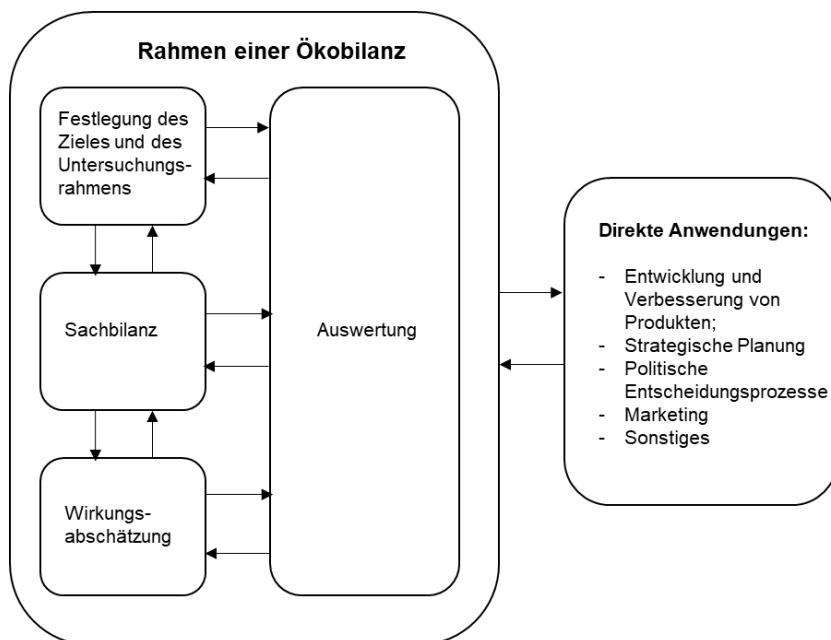 Rahmen einer Ökobilanz
Festlegung des
Zieles und des
Untersuchungs-
rahmens
Sachbilanz
Wirkungs-
abschätzung
Auswertung
Direkte Anwendungen:
- Entwicklung und
Verbesserung von
Produkten;
- Strategische Planung
- Politische
Entscheidungsprozesse
- Marketing
- Sonstiges